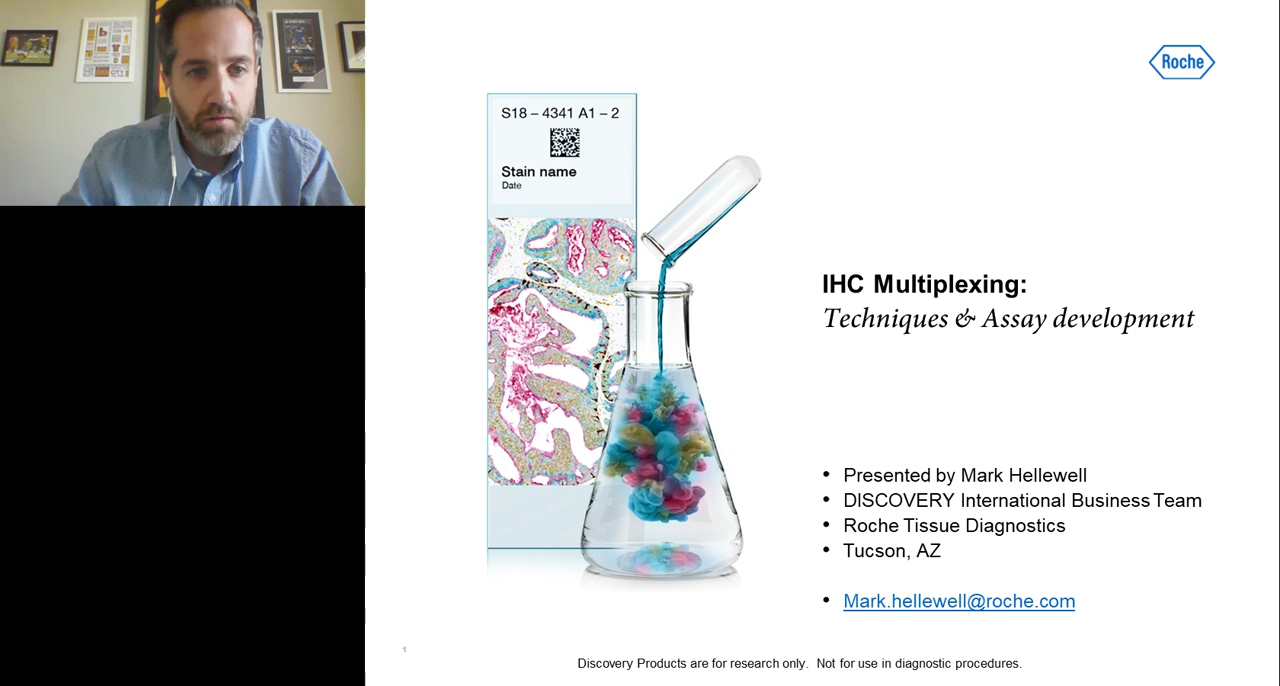 Roche
S18 – 4341 A1 – 2
Stain name
Date
IHC Multiplexing:
Techniques & Assay development
• Presented by Mark Hellewell
• DISCOVERY International Business Team
• Roche Tissue Diagnostics
• Tucson, AZ
• Mark.hellewell@roche.com
1
Discovery Products are for research only. Not for use in diagnostic procedures.